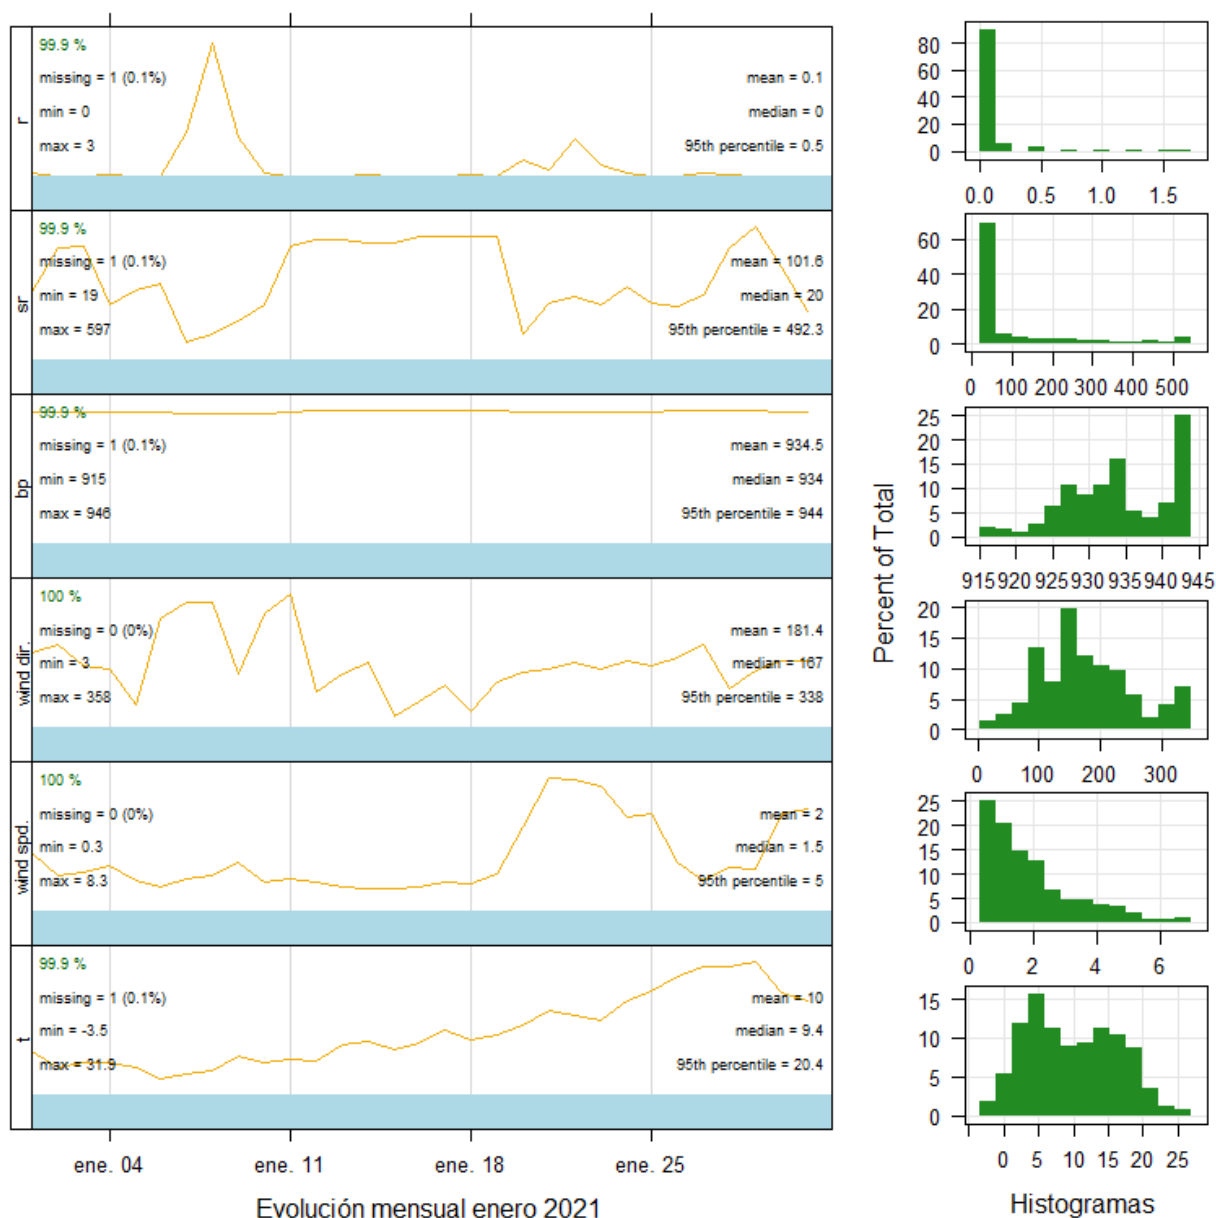 r
99.9 %
missing = 1 (0.1%)
min = 0
max = 3
mean = 0.1
median = 0
95th percentile = 0.5
sr
99.9 %
missing = 1 (0.1%)
min = 19
max = 597
mean = 101.6
median = 20
95th percentile = 492.3
bp
99.9 %
missing = 1 (0.1%)
min = 915
max = 946
mean = 934.5
median = 934
95th percentile = 944
wind dir.
100 %
missing = 0 (0%)
min = 3
max = 358
mean = 181.4
median = 167
95th percentile = 338
wind spd.
100 %
missing = 0 (0%)
min = 0.3
max = 8.3
mean = 2
median = 1.5
95th percentile = 5
t
99.9 %
missing = 1 (0.1%)
min = -3.5
max = 31.9
mean = 10
median = 9.4
95th percentile = 20.4
ene. 04 ene. 11 ene. 18 ene. 25
Evolución mensual enero 2021
Percent of Total
80
60
40
20
0
0.0 0.5 1.0 1.5
60
40
20
0
0 100 200 300 400 500
25
20
15
10
5
0
915 920 925 930 935 940 945
20
15
10
5
0
0 100 200 300
25
20
15
10
5
0
0 2 4 6
15
10
5
0
0 5 10 15 20 25
Histogramas